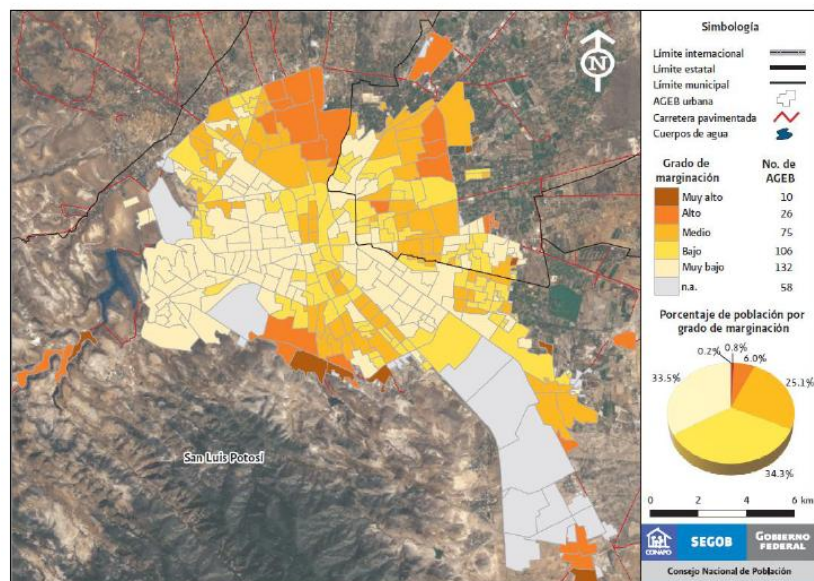 Simbología
Límite internacional
Límite estatal
Límite municipal
AGEB urbana
Carretera pavimentada
Cuerpos de agua
Grado de marginación No. de AGEB
Muy alto 10
Alto 26
Medio 75
Bajo 106
Muy bajo 132
n.a. 58
Porcentaje de población por
grado de marginación
0.2% 0.8%
6.0%
33.5% 25.1%
34.3%
0 2 4 6 km
N
San Luis Potosí
CONAPO SEGOB GOBIERNO FEDERAL
Consejo Nacional de Población